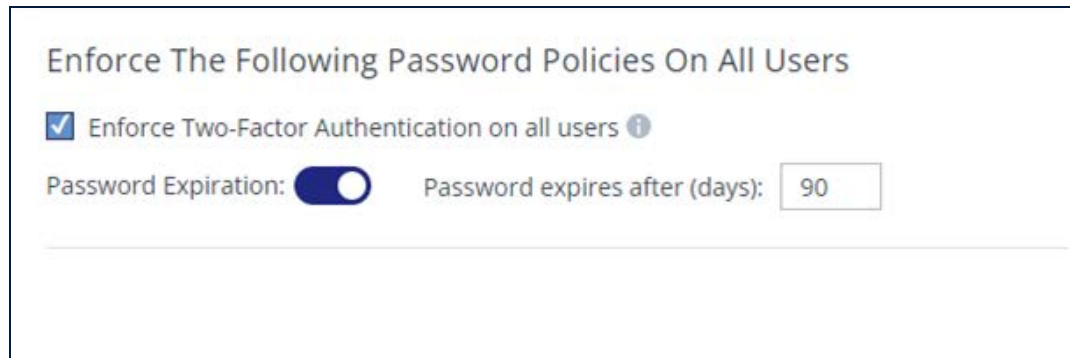 Enforce The Following Password Policies On All Users
Enforce Two-Factor Authentication on all users
Password Expiration: Password expires after (days): 90